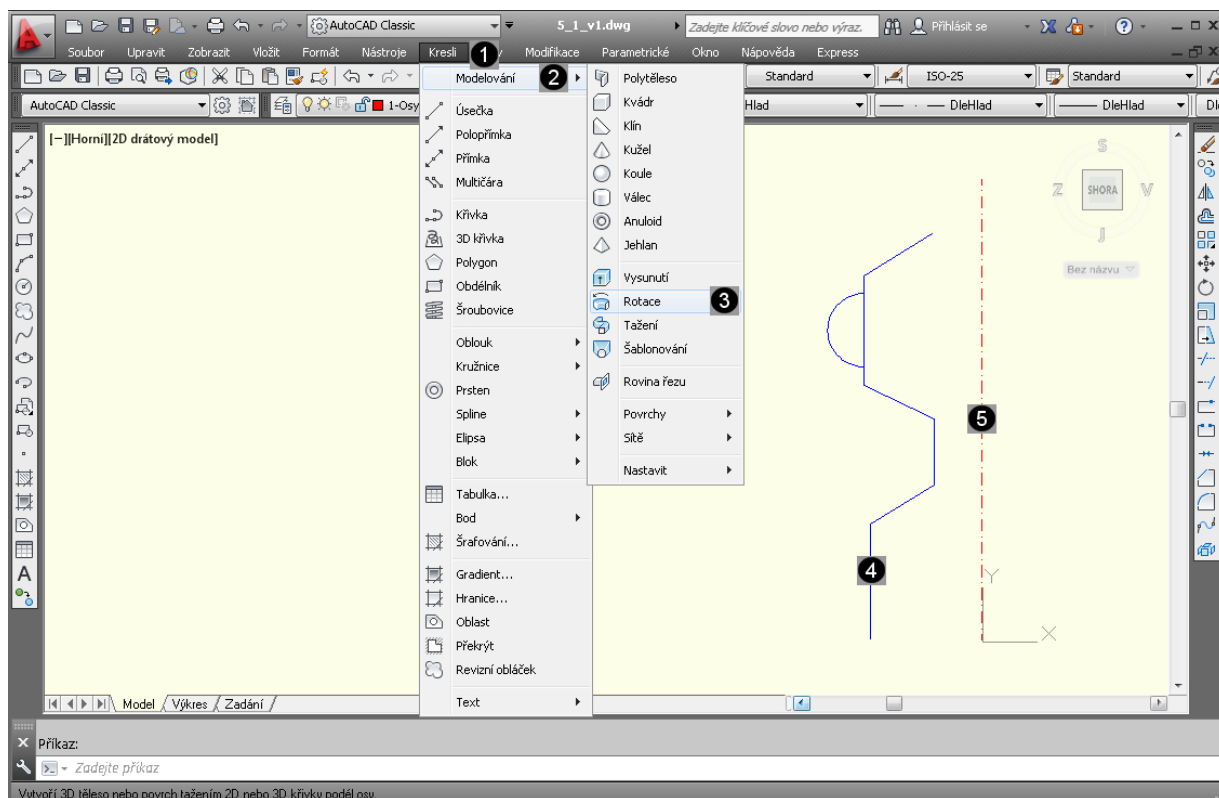 AutoCAD Classic 5_1_v1.dwg Zadejte klíčové slovo nebo výraz. Přihlásit se
Soubor Upravit Zobrazit Vložit Formát Nástroje Kresli 1 Modifikace Parametrické Okno Nápověda Express
Standard ISO-25 Standard
AutoCAD Classic 1-Osy Hlad DleHlad DleHlad
[−][Horní][2D drátový model]
Modelování 2
Úsečka
Polopřímka
Přímka
Multičára
Křivka
3D křivka
Polygon
Obdélník
Šroubovice
Oblouk
Kružnice
Prsten
Spline
Elipsa
Blok
Tabulka...
Bod
Šrafování...
Gradient...
Hranice...
Oblast
Překrýt
Revizní obláček
Text
Polytěleso
Kvádr
Klín
Kužel
Koule
Válec
Anuloid
Jehlan
Vysunutí
Rotace 3
Tažení
Šablonování
Rovina řezu
Povrchy
Sítě
Nastavit
S
Z SHORA V
J
Bez názvu
5
4
Y
X
A
Model Výkres Zadání
Příkaz:
Zadejte příkaz
Vytvoří 3D těleso nebo povrch tažením 2D nebo 3D křivky podél osy.